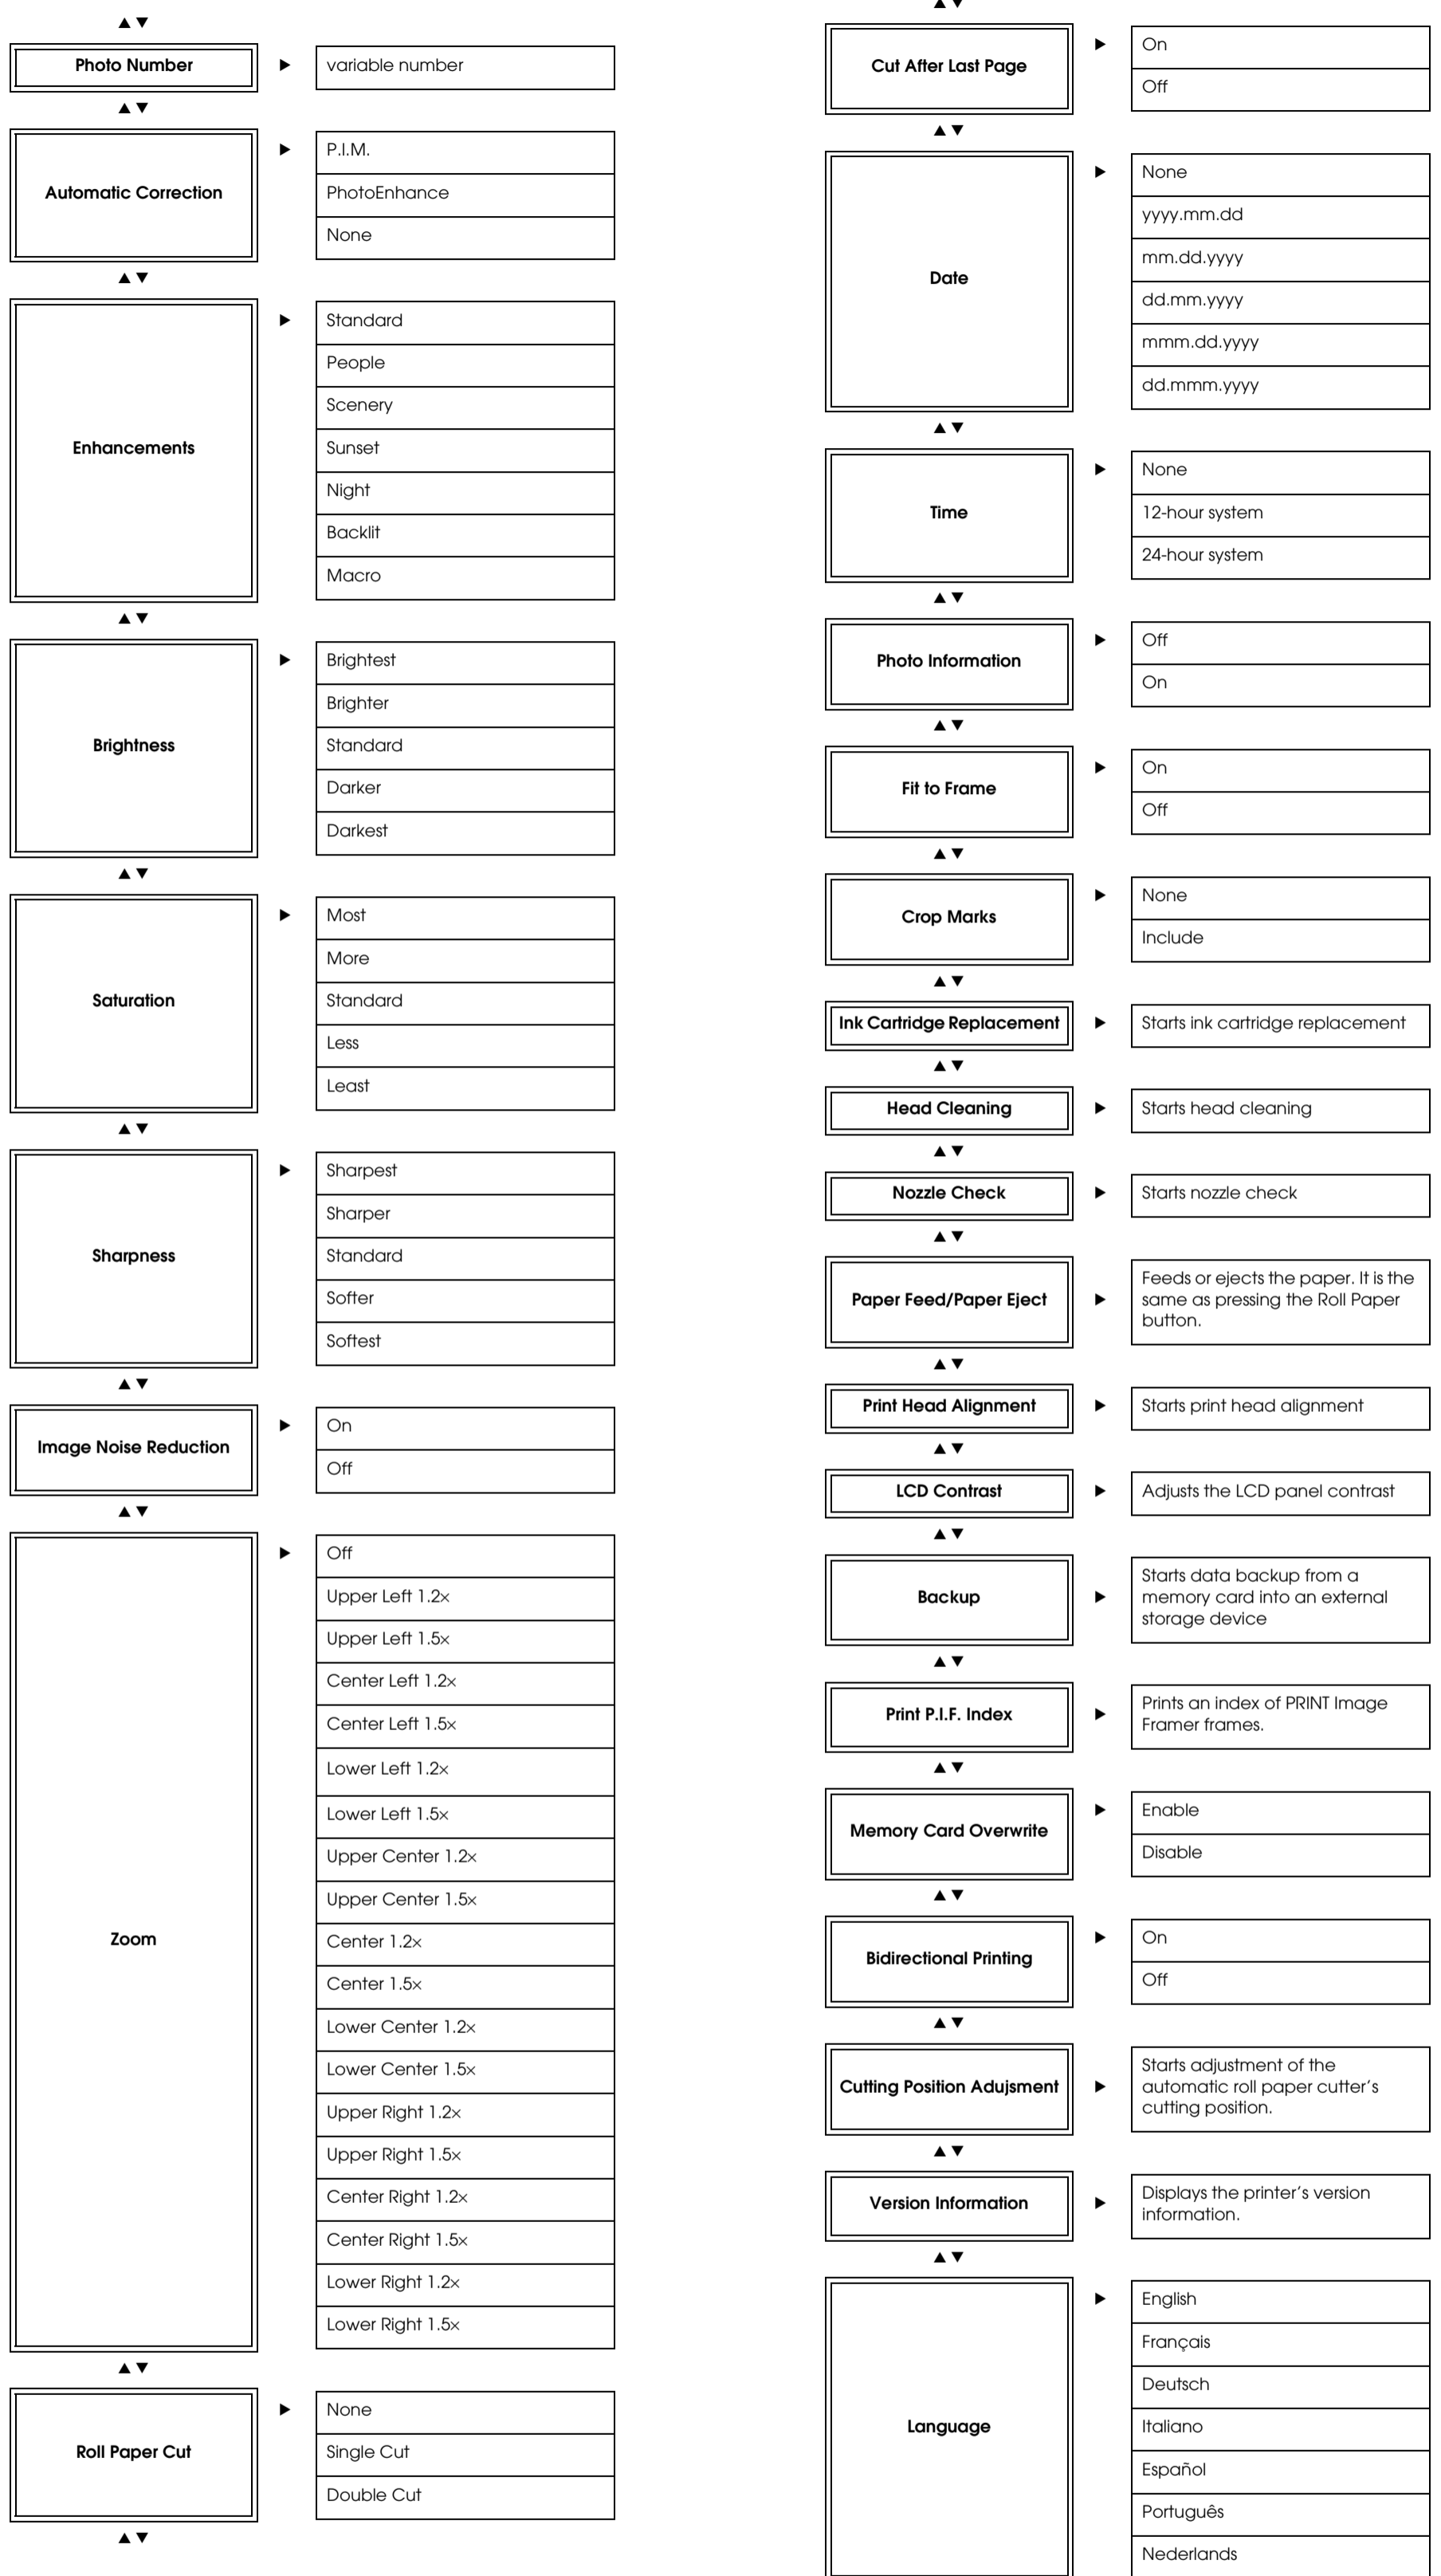 ▲ ▼
Photo Number
▶
variable number
▲ ▼
Automatic Correction
▶
P.I.M.
PhotoEnhance
None
▲ ▼
Enhancements
▶
Standard
People
Scenery
Sunset
Night
Backlit
Macro
▲ ▼
Brightness
▶
Brightest
Brighter
Standard
Darker
Darkest
▲ ▼
Saturation
▶
Most
More
Standard
Less
Least
▲ ▼
Sharpness
▶
Sharpest
Sharper
Standard
Softer
Softest
▲ ▼
Image Noise Reduction
▶
On
Off
▲ ▼
Zoom
▶
Off
Upper Left 1.2×
Upper Left 1.5×
Center Left 1.2×
Center Left 1.5×
Lower Left 1.2×
Lower Left 1.5×
Upper Center 1.2×
Upper Center 1.5×
Center 1.2×
Center 1.5×
Lower Center 1.2×
Lower Center 1.5×
Upper Right 1.2×
Upper Right 1.5×
Center Right 1.2×
Center Right 1.5×
Lower Right 1.2×
Lower Right 1.5×
▲ ▼
Roll Paper Cut
▶
None
Single Cut
Double Cut
▲ ▼
▲ ▼
Cut After Last Page
▶
On
Off
▲ ▼
Date
▶
None
yyyy.mm.dd
mm.dd.yyyy
dd.mm.yyyy
mmm.dd.yyyy
dd.mmm.yyyy
▲ ▼
Time
▶
None
12-hour system
24-hour system
▲ ▼
Photo Information
▶
Off
On
▲ ▼
Fit to Frame
▶
On
Off
▲ ▼
Crop Marks
▶
None
Include
▲ ▼
Ink Cartridge Replacement
▶
Starts ink cartridge replacement
▲ ▼
Head Cleaning
▶
Starts head cleaning
▲ ▼
Nozzle Check
▶
Starts nozzle check
▲ ▼
Paper Feed/Paper Eject
▶
Feeds or ejects the paper. It is the
same as pressing the Roll Paper
button.
▲ ▼
Print Head Alignment
▶
Starts print head alignment
▲ ▼
LCD Contrast
▶
Adjusts the LCD panel contrast
▲ ▼
Backup
▶
Starts data backup from a
memory card into an external
storage device
▲ ▼
Print P.I.F. Index
▶
Prints an index of PRINT Image
Framer frames.
▲ ▼
Memory Card Overwrite
▶
Enable
Disable
▲ ▼
Bidirectional Printing
▶
On
Off
▲ ▼
Cutting Position Adujsment
▶
Starts adjustment of the
automatic roll paper cutter's
cutting position.
▲ ▼
Version Information
▶
Displays the printer's version
information.
▲ ▼
Language
▶
English
Français
Deutsch
Italiano
Español
Português
Nederlands